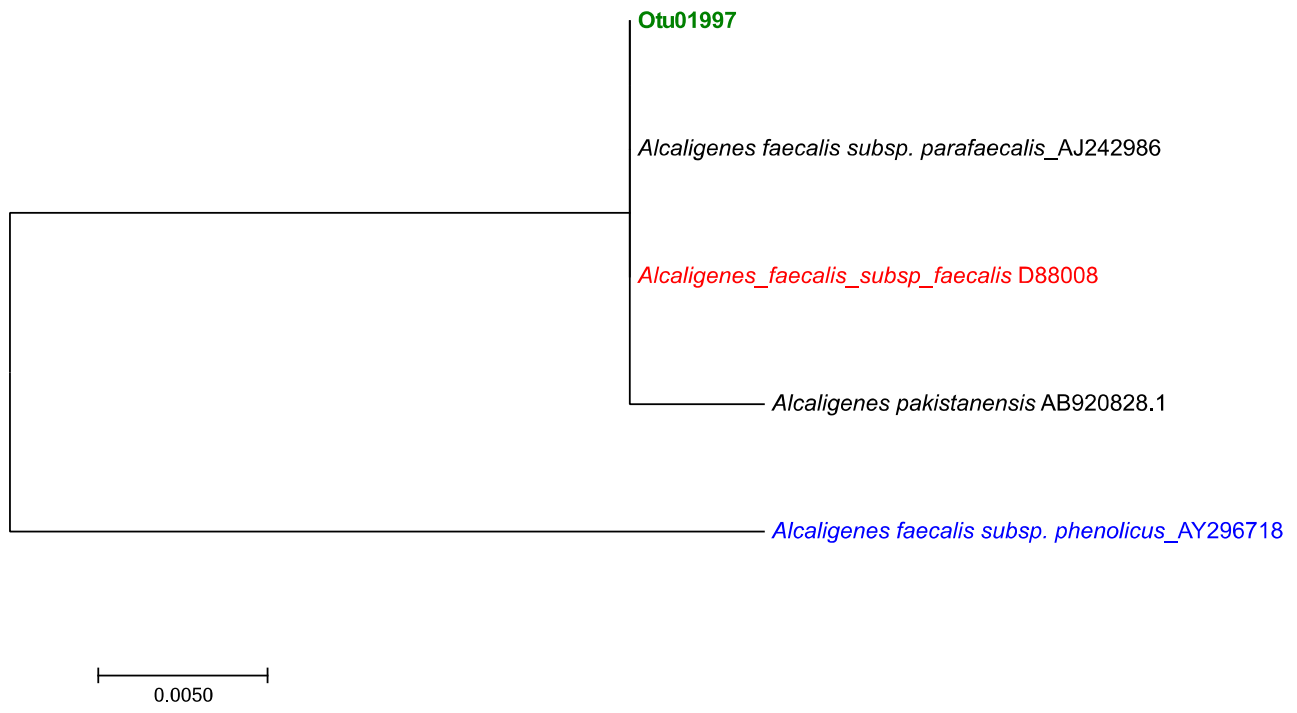 Otu01997
Alcaligenes faecalis subsp. parafaecalis_AJ242986
Alcaligenes_faecalis_subsp_faecalis D88008
Alcaligenes pakistanensis AB920828.1
Alcaligenes faecalis subsp. phenolicus_AY296718
0.0050